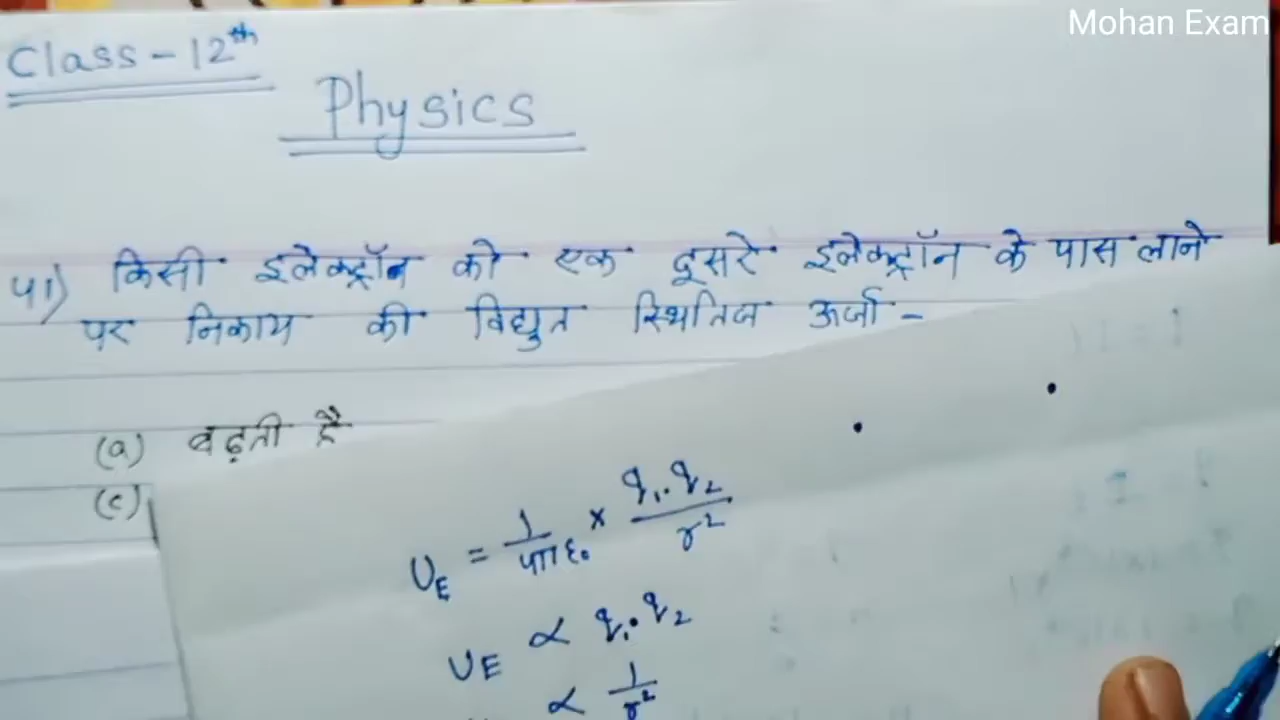 Mohan Exam
Class - 12th
Physics
41) किसी इलेक्ट्रॉन को एक दूसरे इलेक्ट्रॉन के पास लाने
पर निकाय की विद्युत स्थितिज ऊर्जा -
(a) बढ़ती है
(c)
U_E = 1/4πε₀ × q₁.q₂/r²
U_E ∝ q₁.q₂
∝ 1/r²